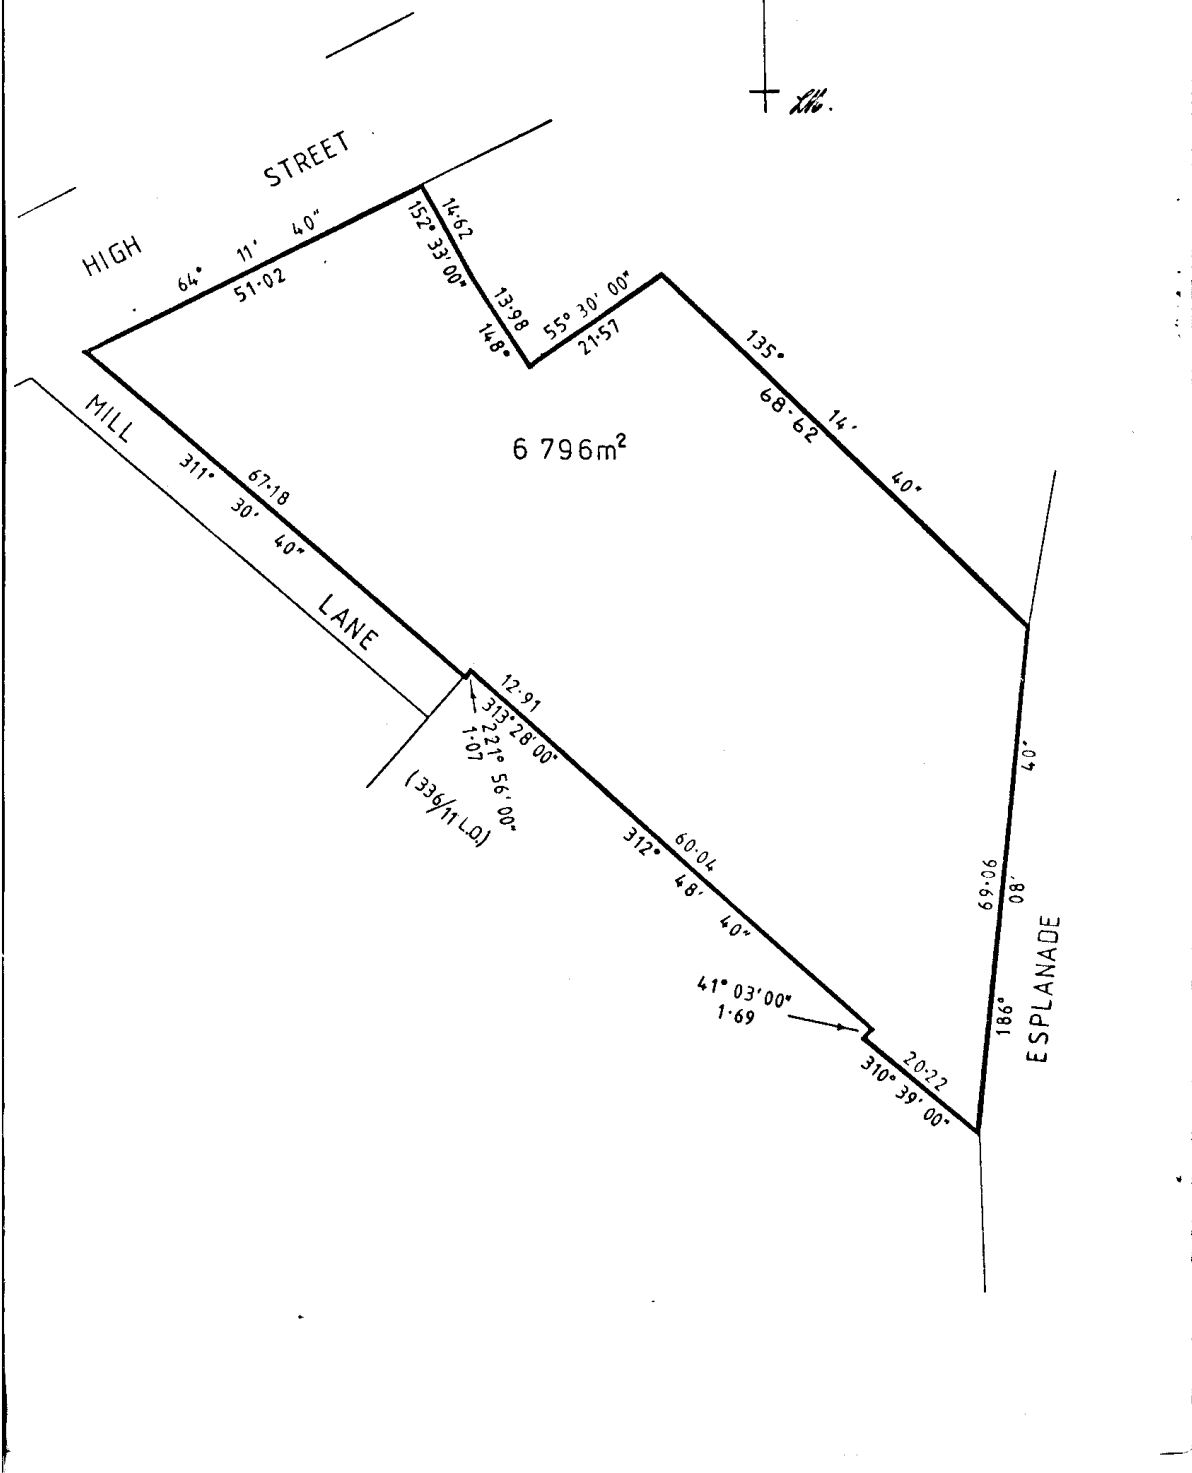 HIGH STREET
64° 11' 40"
51·02
14·62
152° 33' 00"
13·98
148°
55° 30' 00"
21·57
135° 14' 40"
68·62
6 796m²
MILL LANE
67·18
311° 30' 40"
12·91
313° 28' 00"
221° 56' 00"
1·07
(336/11 L.O.)
60·04
312° 48' 40"
41° 03' 00"
1·69
20·22
310° 39' 00"
69·06
186° 08' 40"
ESPLANADE